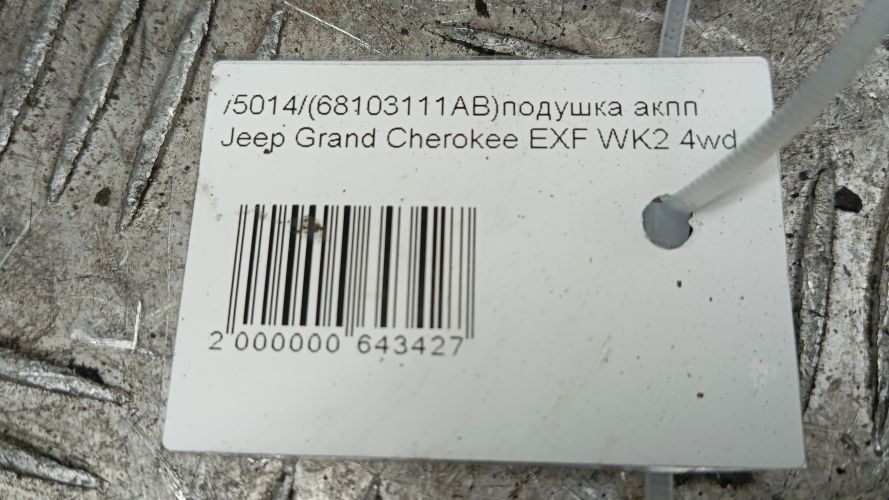 /5014/(68103111AB)подушка акпп
Jeep Grand Cherokee EXF WK2 4wd
2 000000 643427